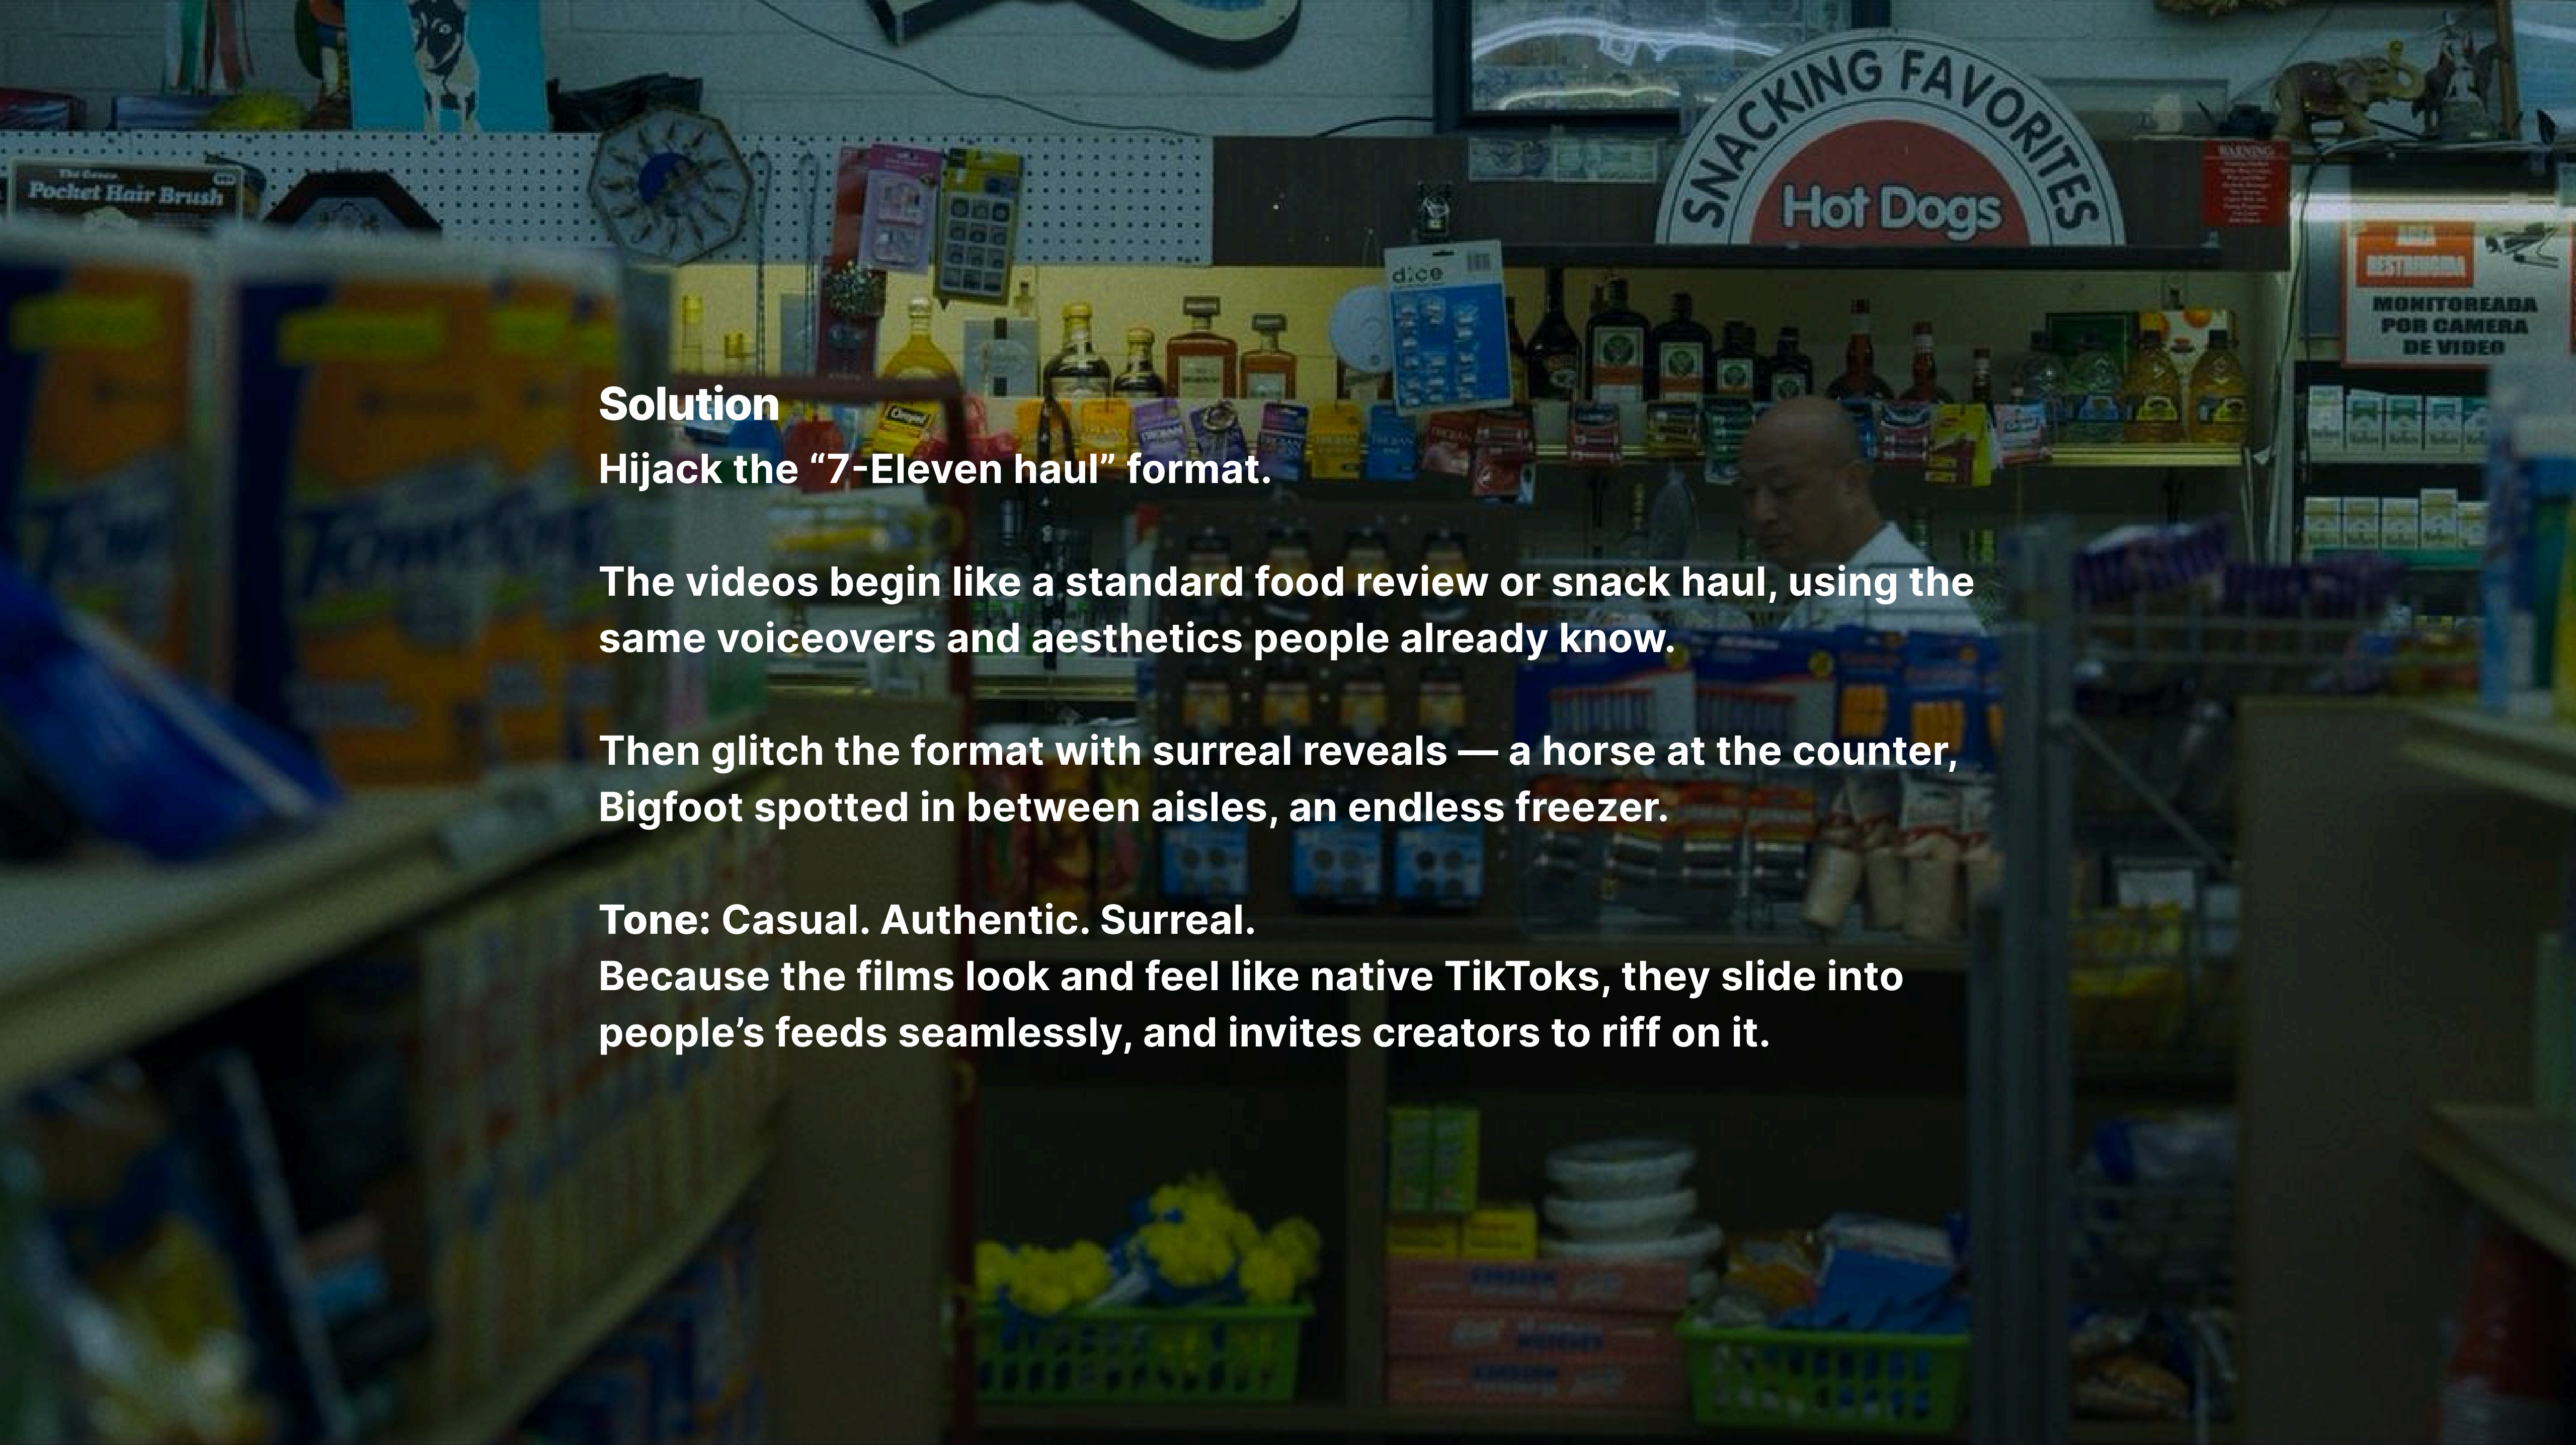 SNACKING FAVORITES
Hot Dogs
WARNING:
Pocket Hair Brush
dice
MONITOREADA
POR CAMERA
DE VIDEO
Solution
Hijack the “7-Eleven haul” format.
The videos begin like a standard food review or snack haul, using the
same voiceovers and aesthetics people already know.
Then glitch the format with surreal reveals — a horse at the counter,
Bigfoot spotted in between aisles, an endless freezer.
Tone: Casual. Authentic. Surreal.
Because the films look and feel like native TikToks, they slide into
people’s feeds seamlessly, and invites creators to riff on it.